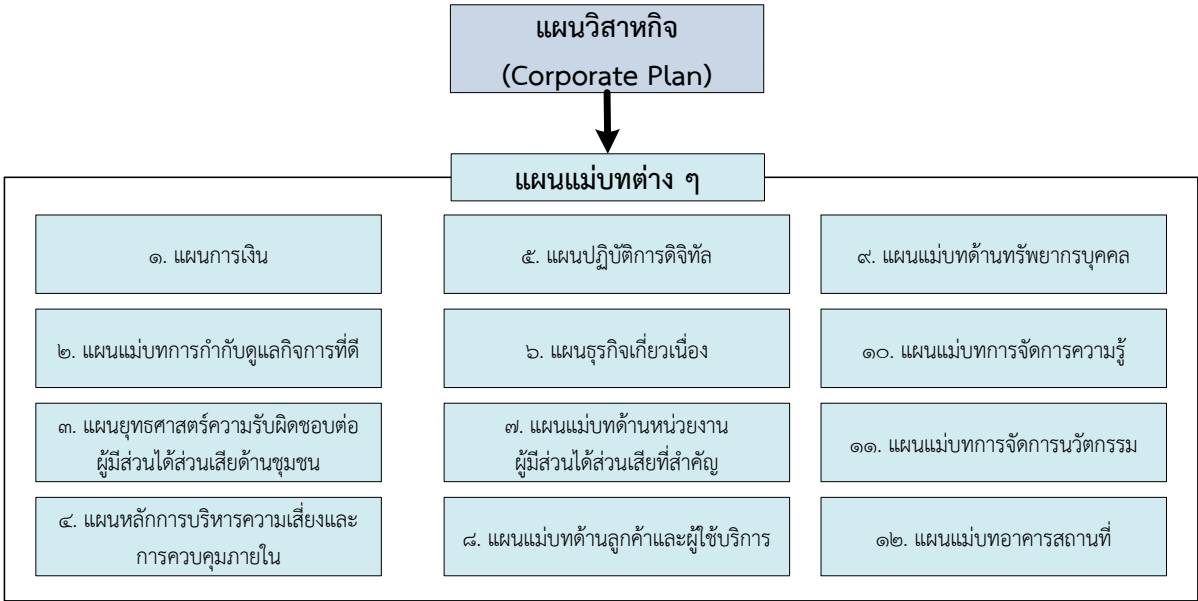 แผนวิสาหกิจ
(Corporate Plan)
แผนแม่บทต่าง ๆ
๑. แผนการเงิน
๒. แผนแม่บทการกำกับดูแลกิจการที่ดี
๓. แผนยุทธศาสตร์ความรับผิดชอบต่อ
ผู้มีส่วนได้ส่วนเสียด้านชุมชน
๔. แผนหลักการบริหารความเสี่ยงและ
การควบคุมภายใน
๕. แผนปฏิบัติการดิจิทัล
๖. แผนธุรกิจเกี่ยวเนื่อง
๗. แผนแม่บทด้านหน่วยงาน
ผู้มีส่วนได้ส่วนเสียที่สำคัญ
๘. แผนแม่บทด้านลูกค้าและผู้ใช้บริการ
๙. แผนแม่บทด้านทรัพยากรบุคคล
๑๐. แผนแม่บทการจัดการความรู้
๑๑. แผนแม่บทการจัดการนวัตกรรม
๑๒. แผนแม่บทอาคารสถานที่